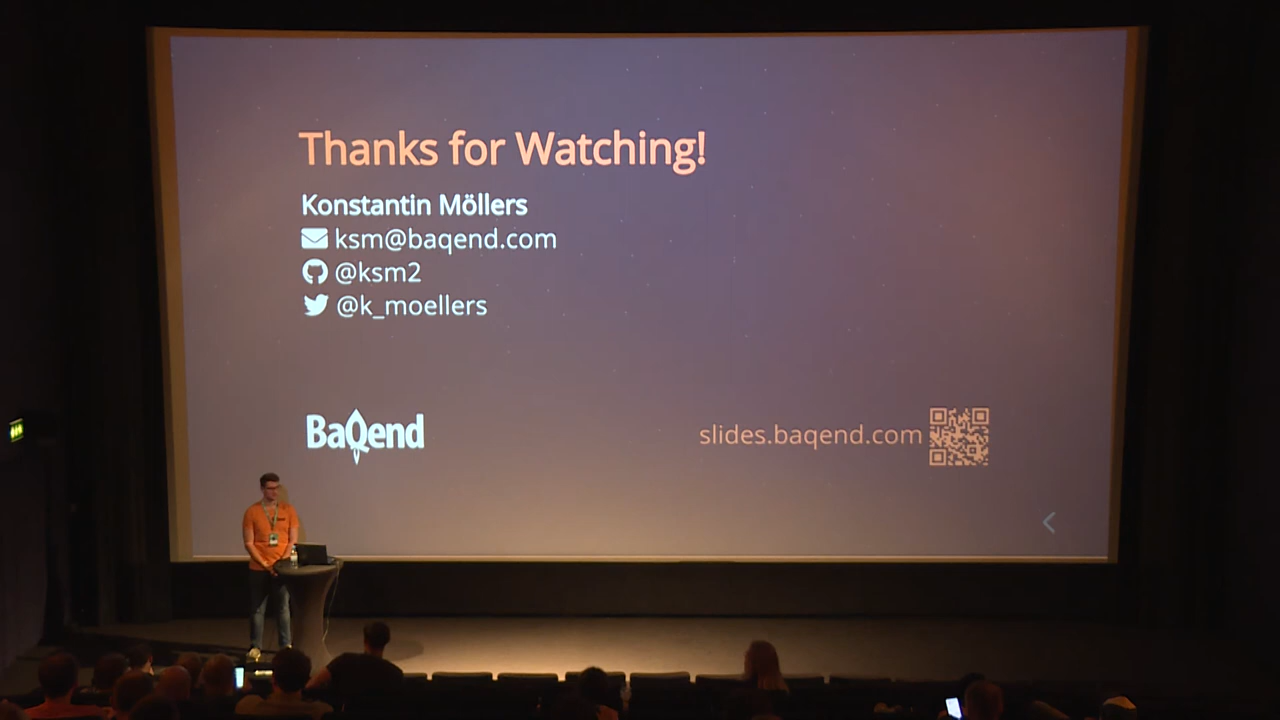 Thanks for Watching!
Konstantin Möllers
ksm@baqend.com
@ksm2
@k_moellers
BaQend
slides.baqend.com